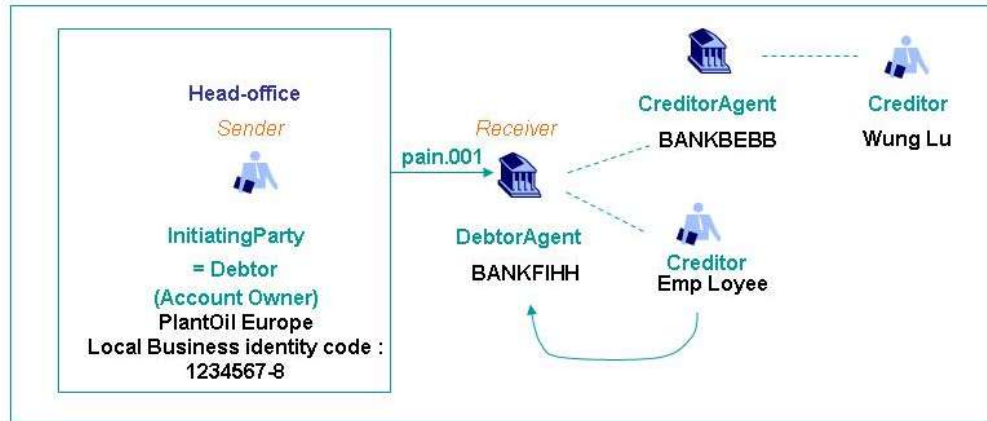 Head-office
Sender
InitiatingParty
= Debtor
(Account Owner)
PlantOil Europe
Local Business identity code :
1234567-8
pain.001
Receiver
DebtorAgent
BANKFIHH
CreditorAgent
BANKBEBB
Creditor
Wung Lu
Creditor
Emp Loyee